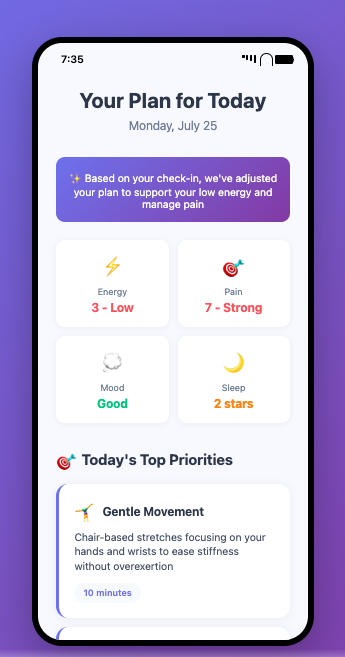 7:35
Your Plan for Today
Monday, July 25
✨ Based on your check-in, we've adjusted
your plan to support your low energy and
manage pain
Energy
3 - Low
Pain
7 - Strong
Mood
Good
Sleep
2 stars
Today's Top Priorities
Gentle Movement
Chair-based stretches focusing on your
hands and wrists to ease stiffness
without overexertion
10 minutes